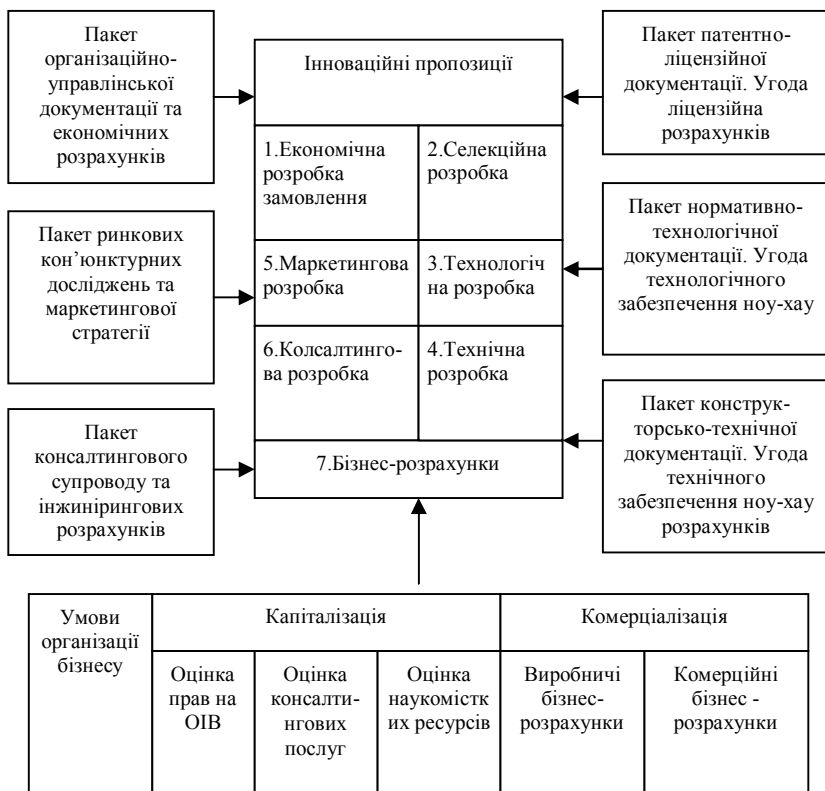 Пакет
організаційно-
управлінської
документації та
економічних
розрахунків
Інноваційні пропозиції
Пакет патентно-
ліцензійної
документації. Угода
ліцензійна
розрахунків
1.Економічна
розробка
замовлення
2.Селекційна
розробка
Пакет ринкових
кон’юнктурних
досліджень та
маркетингової
стратегії
5.Маркетингова
розробка
3.Технологіч
на розробка
Пакет нормативно-
технологічної
документації. Угода
технологічного
забезпечення ноу-хау
6.Колсалтинго-
ва розробка
4.Технічна
розробка
Пакет
консалтингового
супроводу та
інжинірингових
розрахунків
7.Бізнес-розрахунки
Пакет конструк-
торсько-технічної
документації. Угода
технічного
забезпечення ноу-хау
розрахунків
Умови
організації
бізнесу
Капіталізація
Комерціалізація
Оцінка
прав на
ОІВ
Оцінка
консалти-
нгових
послуг
Оцінка
наукомістк
их ресурсів
Виробничі
бізнес-
розрахунки
Комерційні
бізнес -
розрахунки